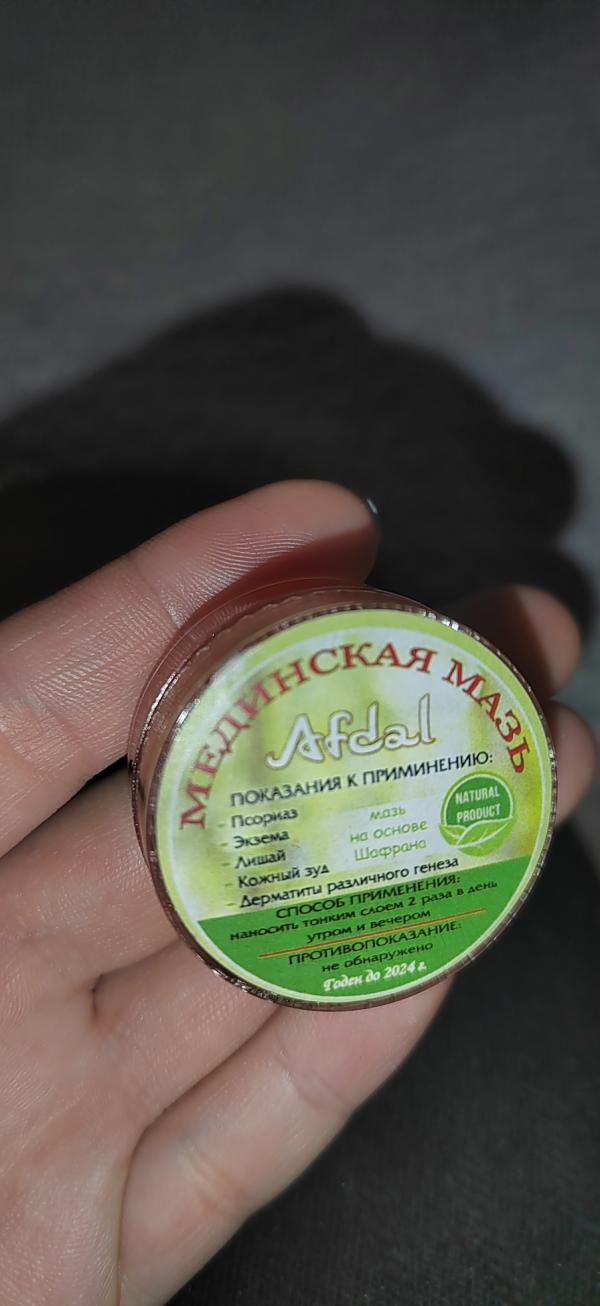 МЕДИНСКАЯ МАЗЬ
Afdal
ПОКАЗАНИЯ К ПРИМИНЕНИЮ:
- Псориаз
- Экзема
- Лишай
- Кожный зуд
- Дерматиты различного генеза
мазь
на основе
Шафрана
NATURAL
PRODUCT
СПОСОБ ПРИМЕНЕНИЯ:
наносить тонким слоем 2 раза в день
утром и вечером
ПРОТИВОПОКАЗАНИЕ:
не обнаружено
Годен до 2024 г.